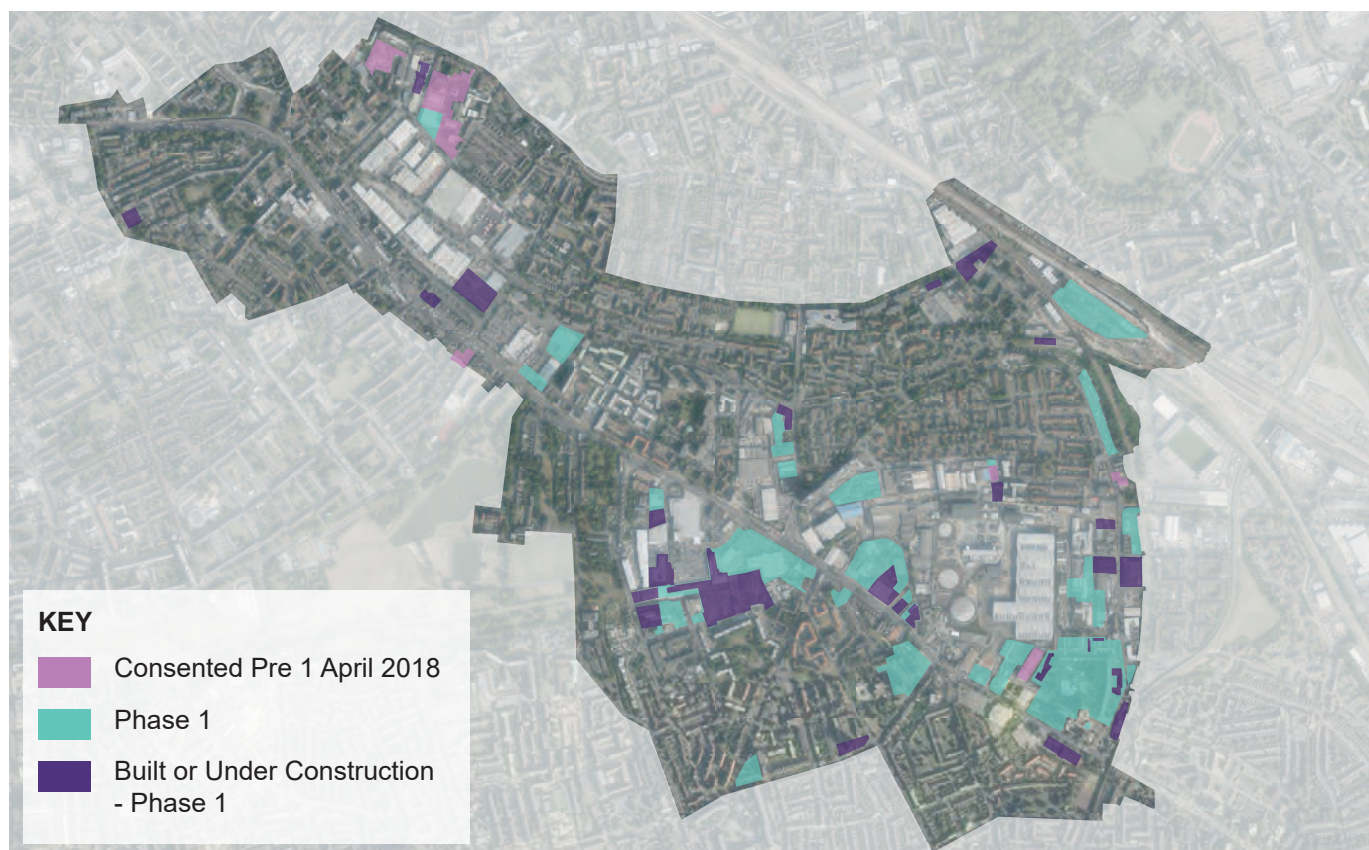 KEY
Consented Pre 1 April 2018
Phase 1
Built or Under Construction
- Phase 1